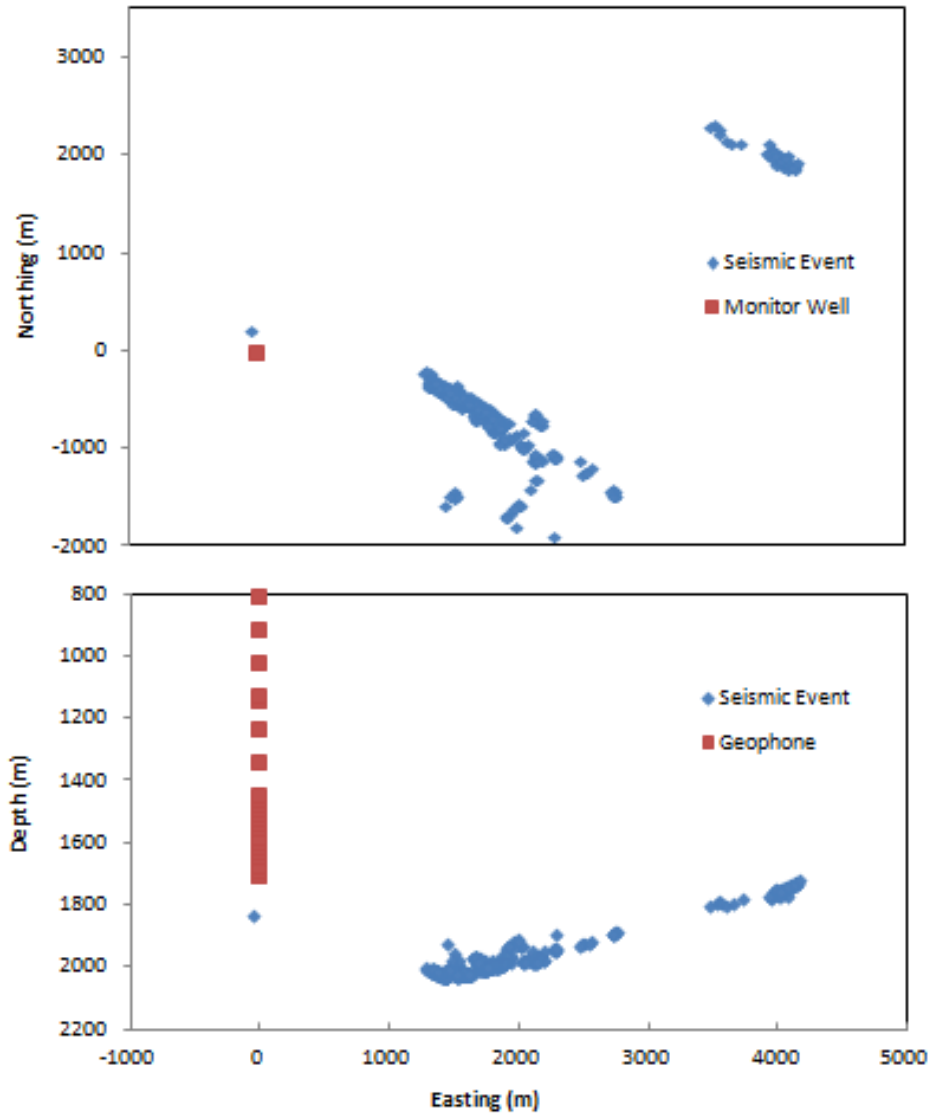 3000
2000
1000
0
-1000
-2000
Northing (m)
Seismic Event
Monitor Well
800
1000
1200
1400
1600
1800
2000
2200
Depth (m)
Seismic Event
Geophone
-1000 0 1000 2000 3000 4000 5000
Easting (m)